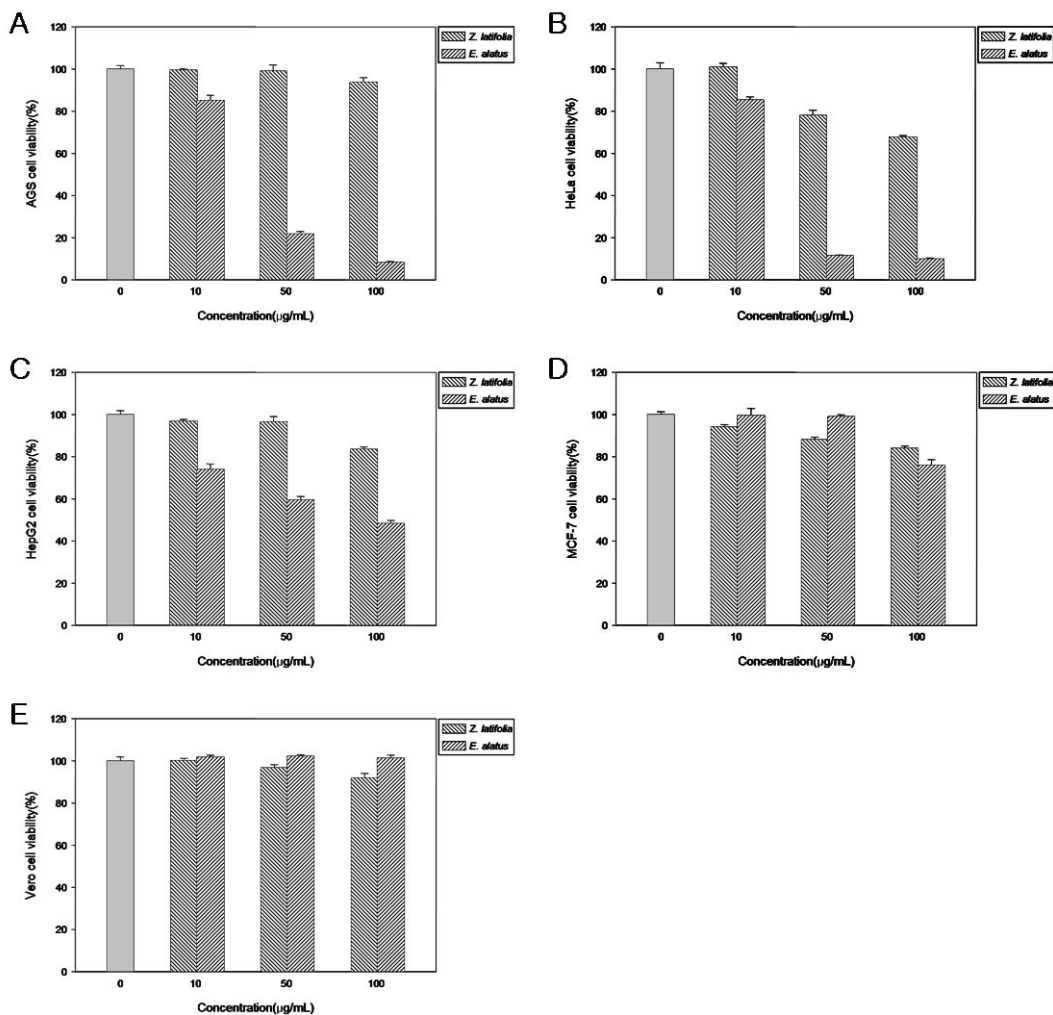 A
120
100
80
60
40
20
0
AGS cell viability(%)
0 10 50 100
Concentration(μg/mL)
Z. latifolia
E. alatus
B
120
100
80
60
40
20
0
HeLa cell viability(%)
0 10 50 100
Concentration(μg/mL)
Z. latifolia
E. alatus
C
120
100
80
60
40
20
0
HepG2 cell viability(%)
0 10 50 100
Concentration(μg/mL)
Z. latifolia
E. alatus
D
120
100
80
60
40
20
0
MCF-7 cell viability(%)
0 10 50 100
Concentration(μg/mL)
Z. latifolia
E. alatus
E
120
100
80
60
40
20
0
Vero cell viability(%)
0 10 50 100
Concentration(μg/mL)
Z. latifolia
E. alatus